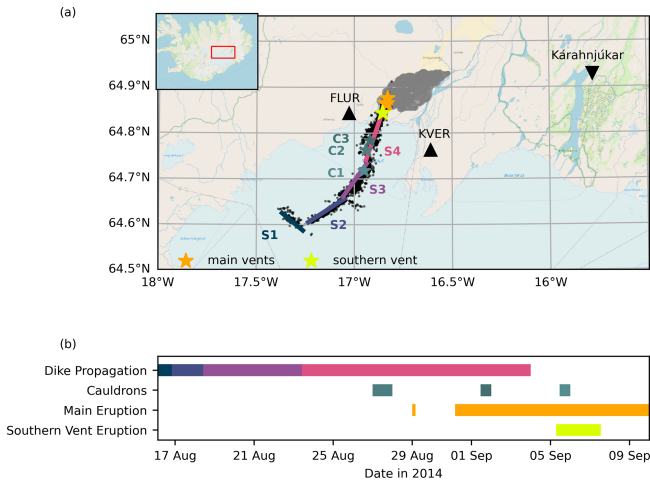 (a)
65°N
64.9°N
64.8°N
64.7°N
64.6°N
64.5°N
Kárahnjúkar
FLUR
KVER
C3
C2
S4
C1
S3
S2
S1
main vents
southern vent
18°W
17.5°W
17°W
16.5°W
16°W
(b)
Dike Propagation
Cauldrons
Main Eruption
Southern Vent Eruption
17 Aug
21 Aug
25 Aug
29 Aug
01 Sep
05 Sep
09 Sep
Date in 2014